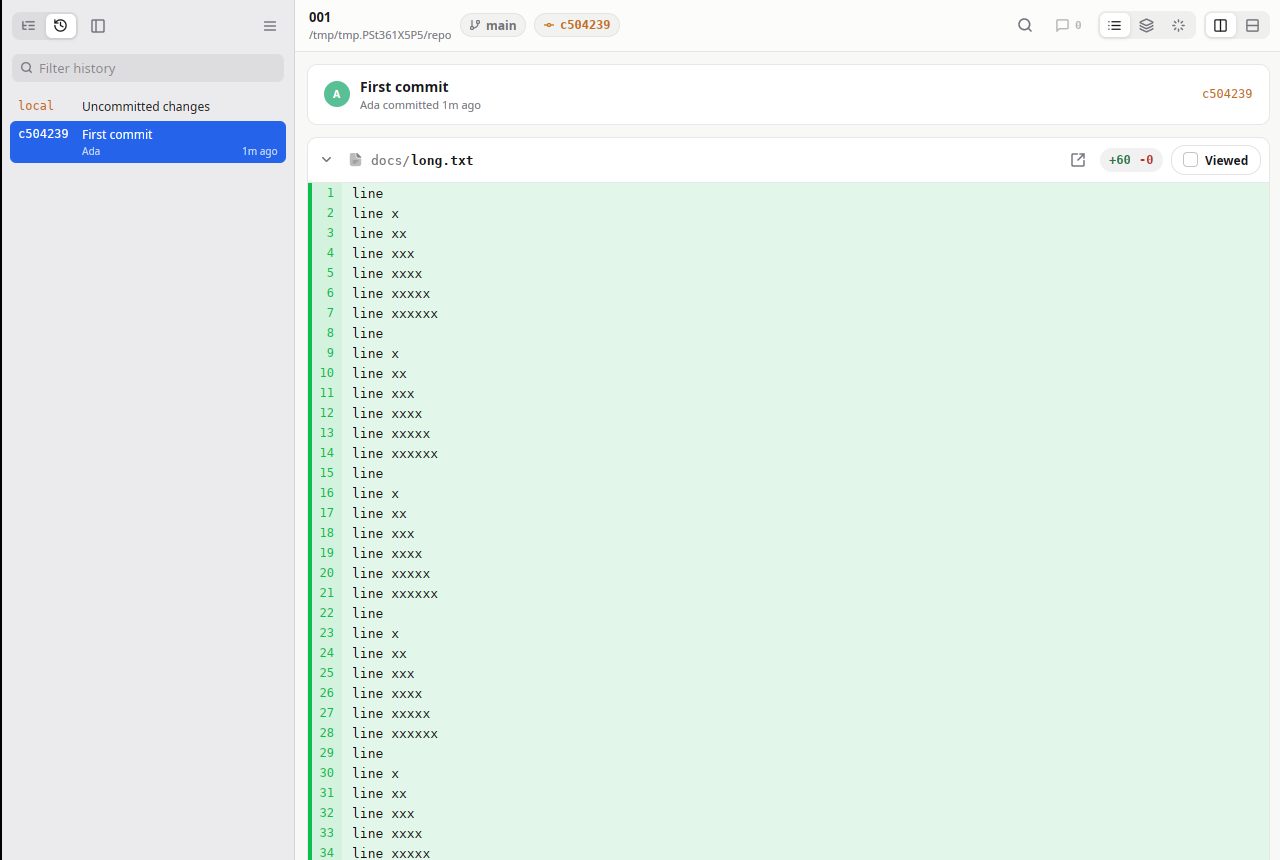 Filter history
local Uncommitted changes
c504239 First commit
Ada 1m ago
001
/tmp/tmp.PSt361X5P5/repo
main
c504239
0
A
First commit
Ada committed 1m ago
c504239
docs/long.txt
+60 -0
Viewed
1 line
2 line x
3 line xx
4 line xxx
5 line xxxx
6 line xxxxx
7 line xxxxxx
8 line
9 line x
10 line xx
11 line xxx
12 line xxxx
13 line xxxxx
14 line xxxxxx
15 line
16 line x
17 line xx
18 line xxx
19 line xxxx
20 line xxxxx
21 line xxxxxx
22 line
23 line x
24 line xx
25 line xxx
26 line xxxx
27 line xxxxx
28 line xxxxxx
29 line
30 line x
31 line xx
32 line xxx
33 line xxxx
34 line xxxxx